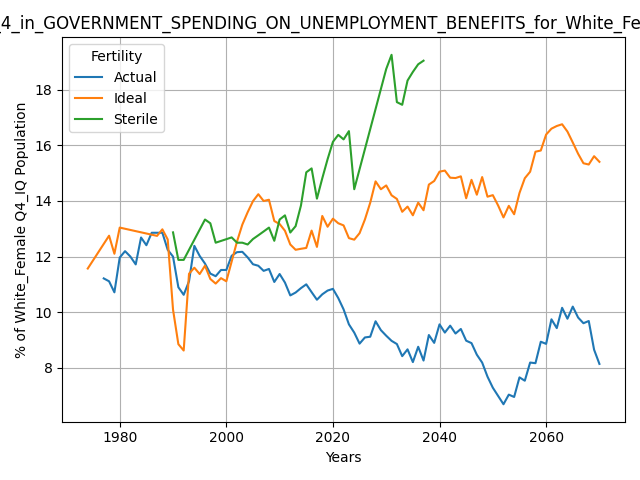 _4_in_GOVERNMENT_SPENDING_ON_UNEMPLOYMENT_BENEFITS_for_White_Fe
Fertility
Actual
Ideal
Sterile
% of White_Female Q4_IQ Population
18
16
14
12
10
8
1980 2000 2020 2040 2060
Years